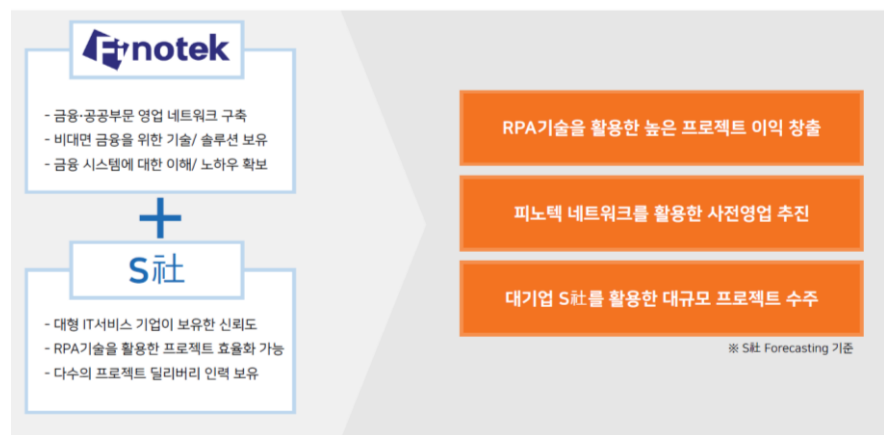 Finotek
- 금융·공공부문 영업 네트워크 구축
- 비대면 금융을 위한 기술/ 솔루션 보유
- 금융 시스템에 대한 이해/ 노하우 확보
+
S社
- 대형 IT서비스 기업이 보유한 신뢰도
- RPA기술을 활용한 프로젝트 효율화 가능
- 다수의 프로젝트 딜리버리 인력 보유
RPA기술을 활용한 높은 프로젝트 이익 창출
피노텍 네트워크를 활용한 사전영업 추진
대기업 S社를 활용한 대규모 프로젝트 수주
※ S社 Forecasting 기준